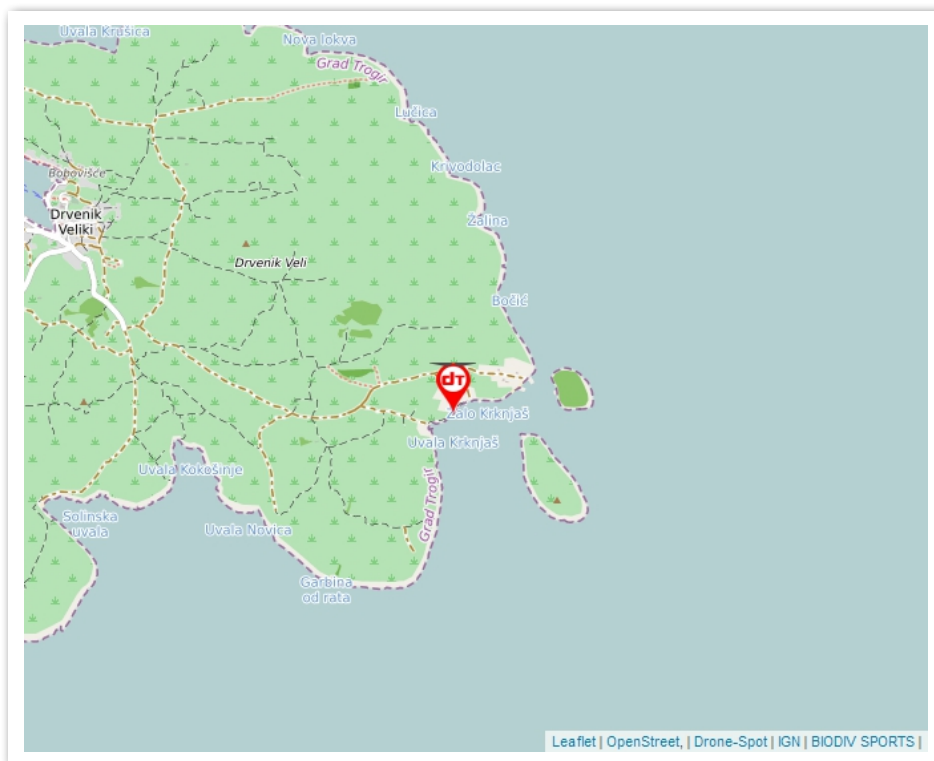 Uvala Krušica
Nova lokva
Grad Trogir
Lučica
Krivodolac
Bobovišće
Drvenik
Veliki
Žalina
Drvenik Veli
Bočić
dT
Žalo Krknjaš
Uvala Krknjaš
Uvala Kokošinje
Grad Trogir
Solinska
uvala
Uvala Novica
Garbina
od rata
Leaflet | OpenStreet, | Drone-Spot | IGN | BIODIV SPORTS |